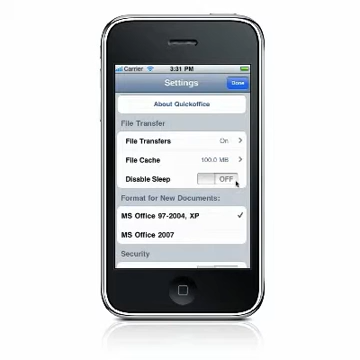 Carrier 3:31 PM
Settings
Done
About Quickoffice
File Transfer
File Transfers On
File Cache 100.0 MB
Disable Sleep OFF
Format for New Documents:
MS Office 97-2004, XP
MS Office 2007
Security